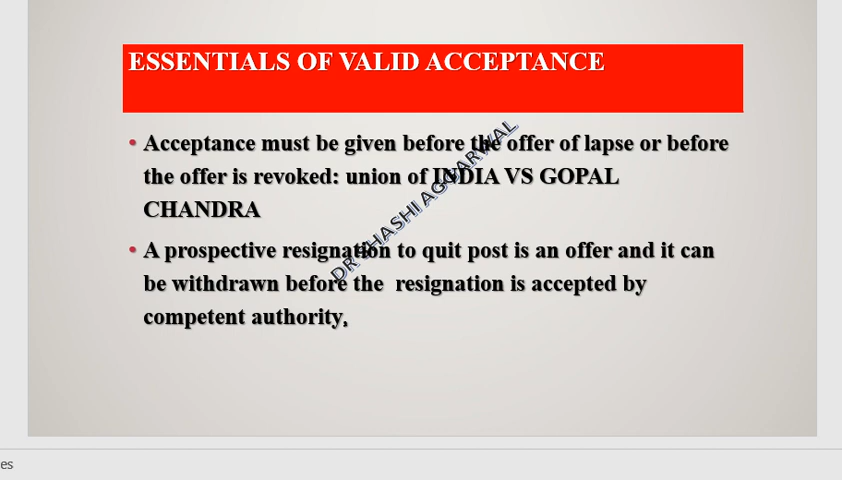 ESSENTIALS OF VALID ACCEPTANCE
• Acceptance must be given before the offer of lapse or before
the offer is revoked: union of INDIA VS GOPAL
CHANDRA
• A prospective resignation to quit post is an offer and it can
be withdrawn before the resignation is accepted by
competent authority.
DR SHASHI AGGARWAL
es